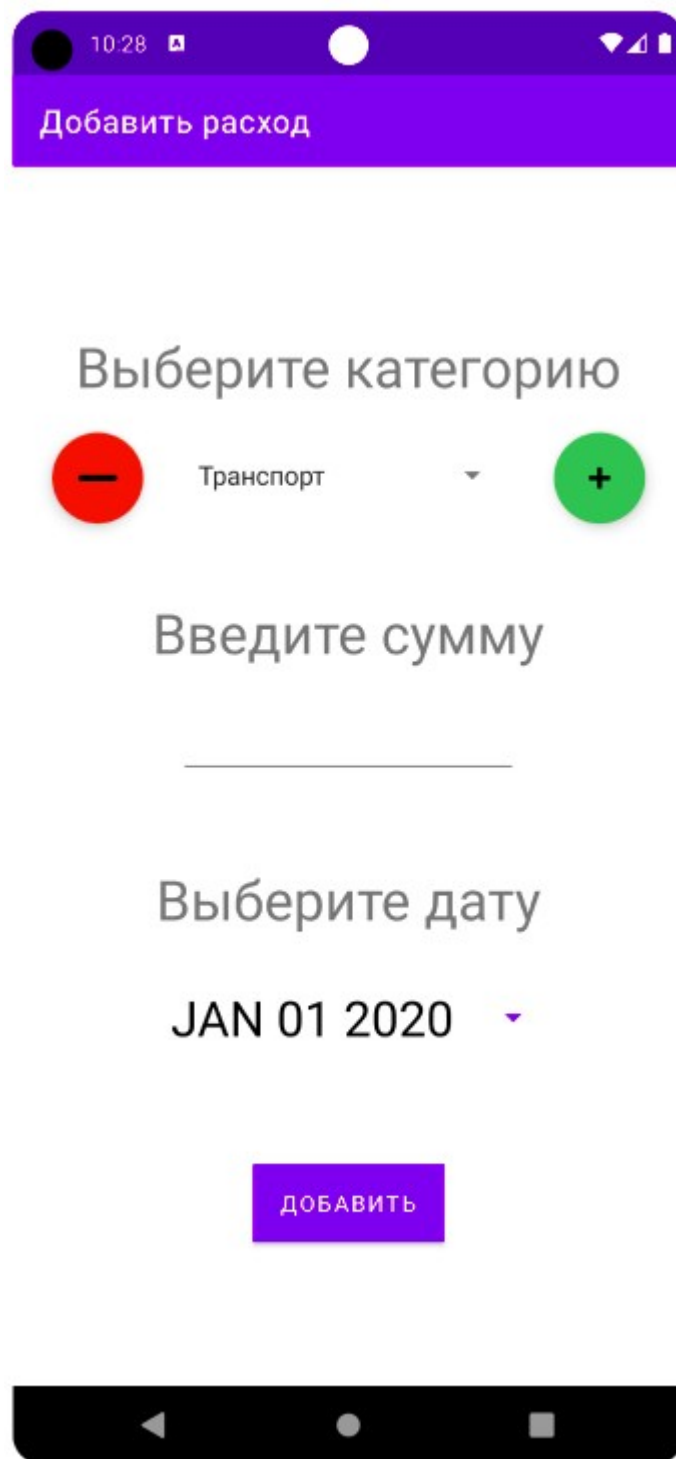 10:28
Добавить расход
Выберите категорию
Транспорт
Введите сумму
Выберите дату
JAN 01 2020
ДОБАВИТЬ